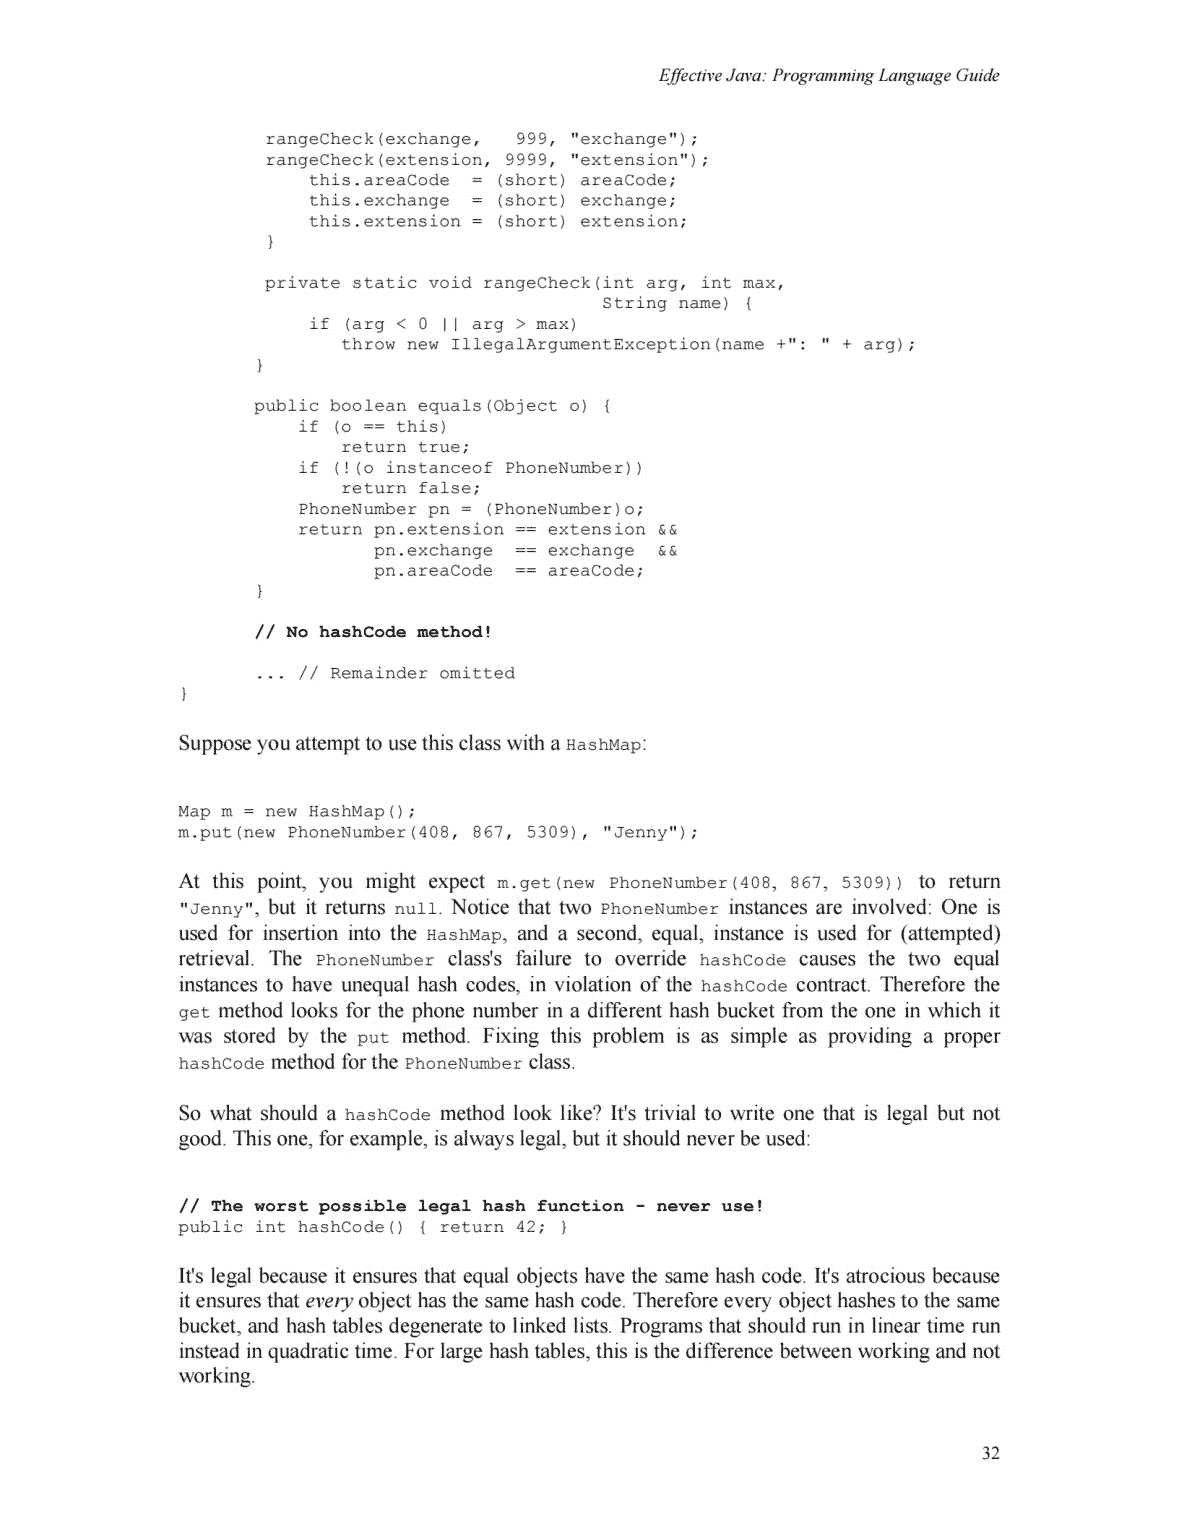 Effective Java: Programming Language Guide
rangeCheck(exchange,   999, "exchange");
rangeCheck(extension, 9999, "extension");
    this.areaCode  = (short) areaCode;
    this.exchange  = (short) exchange;
    this.extension = (short) extension;
}
private static void rangeCheck(int arg, int max,
                               String name) {
    if (arg < 0 || arg > max)
       throw new IllegalArgumentException(name +": " + arg);
}
public boolean equals(Object o) {
    if (o == this)
        return true;
    if (!(o instanceof PhoneNumber))
        return false;
    PhoneNumber pn = (PhoneNumber)o;
    return pn.extension == extension &&
           pn.exchange  == exchange  &&
           pn.areaCode  == areaCode;
}
// No hashCode method!
... // Remainder omitted
}
Suppose you attempt to use this class with a HashMap:
Map m = new HashMap();
m.put(new PhoneNumber(408, 867, 5309), "Jenny");
At this point, you might expect m.get(new PhoneNumber(408, 867, 5309)) to return
"Jenny", but it returns null. Notice that two PhoneNumber instances are involved: One is
used for insertion into the HashMap, and a second, equal, instance is used for (attempted)
retrieval. The PhoneNumber class's failure to override hashCode causes the two equal
instances to have unequal hash codes, in violation of the hashCode contract. Therefore the
get method looks for the phone number in a different hash bucket from the one in which it
was stored by the put method. Fixing this problem is as simple as providing a proper
hashCode method for the PhoneNumber class.
So what should a hashCode method look like? It's trivial to write one that is legal but not
good. This one, for example, is always legal, but it should never be used:
// The worst possible legal hash function - never use!
public int hashCode() { return 42; }
It's legal because it ensures that equal objects have the same hash code. It's atrocious because
it ensures that every object has the same hash code. Therefore every object hashes to the same
bucket, and hash tables degenerate to linked lists. Programs that should run in linear time run
instead in quadratic time. For large hash tables, this is the difference between working and not
working.
32